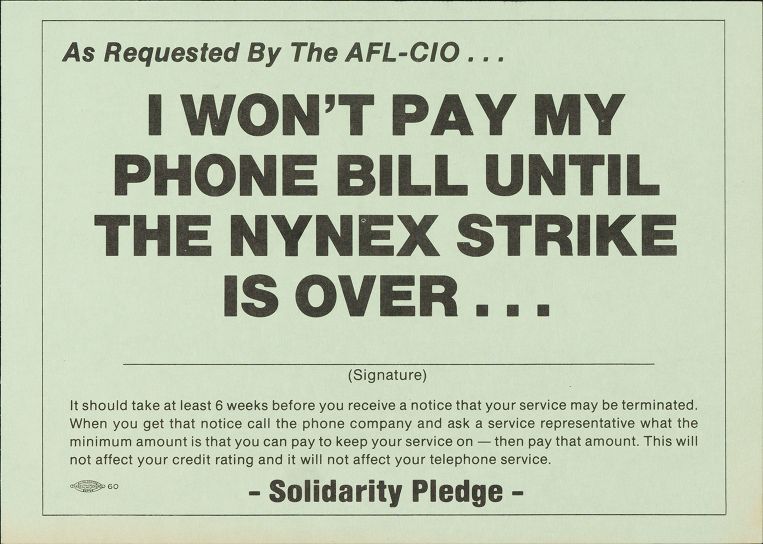 As Requested By The AFL-CIO . . .
I WON'T PAY MY
PHONE BILL UNTIL
THE NYNEX STRIKE
IS OVER . . .
(Signature)
It should take at least 6 weeks before you receive a notice that your service may be terminated.
When you get that notice call the phone company and ask a service representative what the
minimum amount is that you can pay to keep your service on — then pay that amount. This will
not affect your credit rating and it will not affect your telephone service.
60
- Solidarity Pledge -